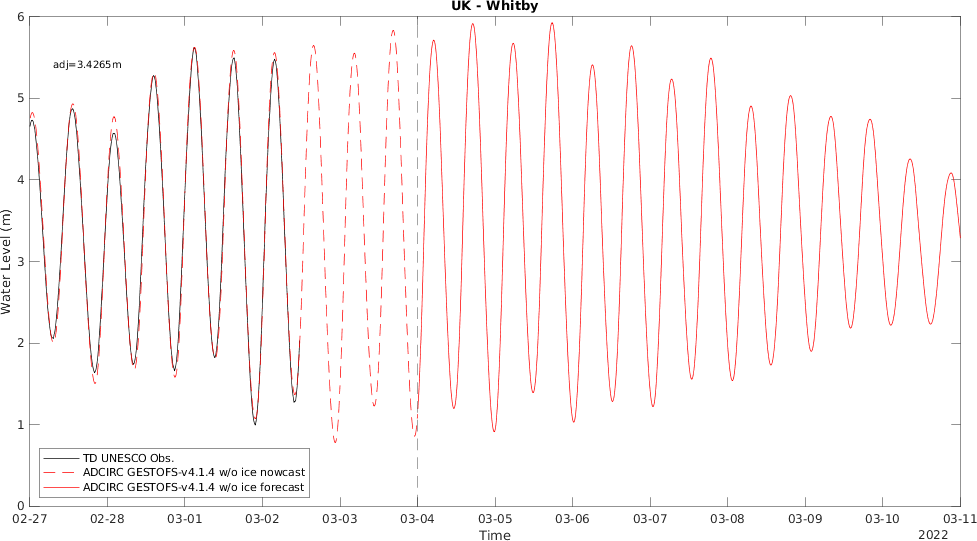 UK - Whitby
adj=3.4265m
Water Level (m)
6
5
4
3
2
1
0
TD UNESCO Obs.
ADCIRC GESTOFS-v4.1.4 w/o ice nowcast
ADCIRC GESTOFS-v4.1.4 w/o ice forecast
02-27 02-28 03-01 03-02 03-03 03-04 03-05 03-06 03-07 03-08 03-09 03-10 03-11
Time
2022